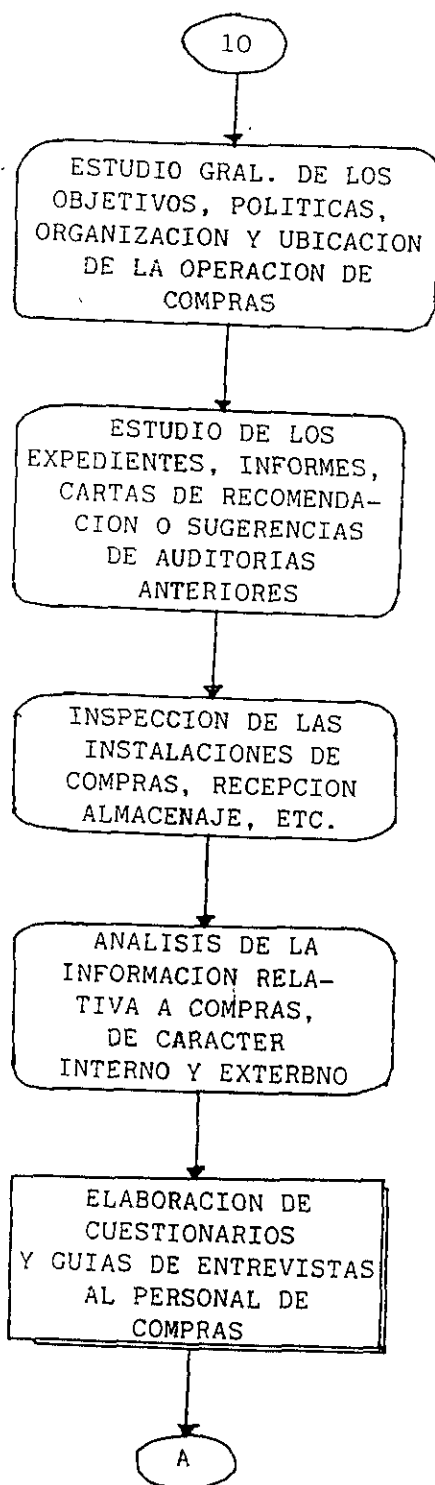 10
ESTUDIO GRAL. DE LOS
OBJETIVOS, POLITICAS,
ORGANIZACION Y UBICACION
DE LA OPERACION DE
COMPRAS
ESTUDIO DE LOS
EXPEDIENTES, INFORMES,
CARTAS DE RECOMENDA-
CION O SUGERENCIAS
DE AUDITORIAS
ANTERIORES
INSPECCION DE LAS
INSTALACIONES DE
COMPRAS, RECEPCION
ALMACENAJE, ETC.
ANALISIS DE LA
INFORMACION RELA-
TIVA A COMPRAS,
DE CARACTER
INTERNO Y EXTERBNO
ELABORACION DE
CUESTIONARIOS
Y GUIAS DE ENTREVISTAS
AL PERSONAL DE
COMPRAS
A